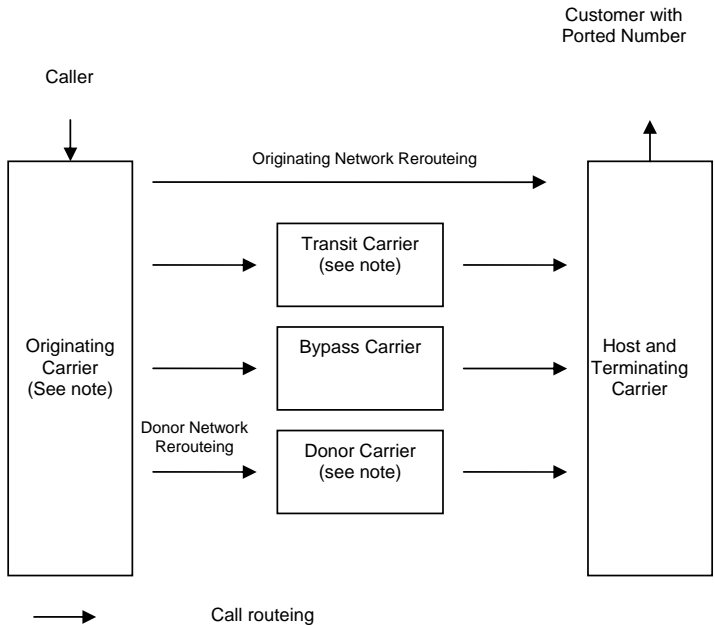 Customer with
Ported Number
Caller
Originating Network Rerouteing
Transit Carrier
(see note)
Originating
Carrier
(See note)
Bypass Carrier
Host and
Terminating
Carrier
Donor Network
Rerouteing
Donor Carrier
(see note)
Call routeing